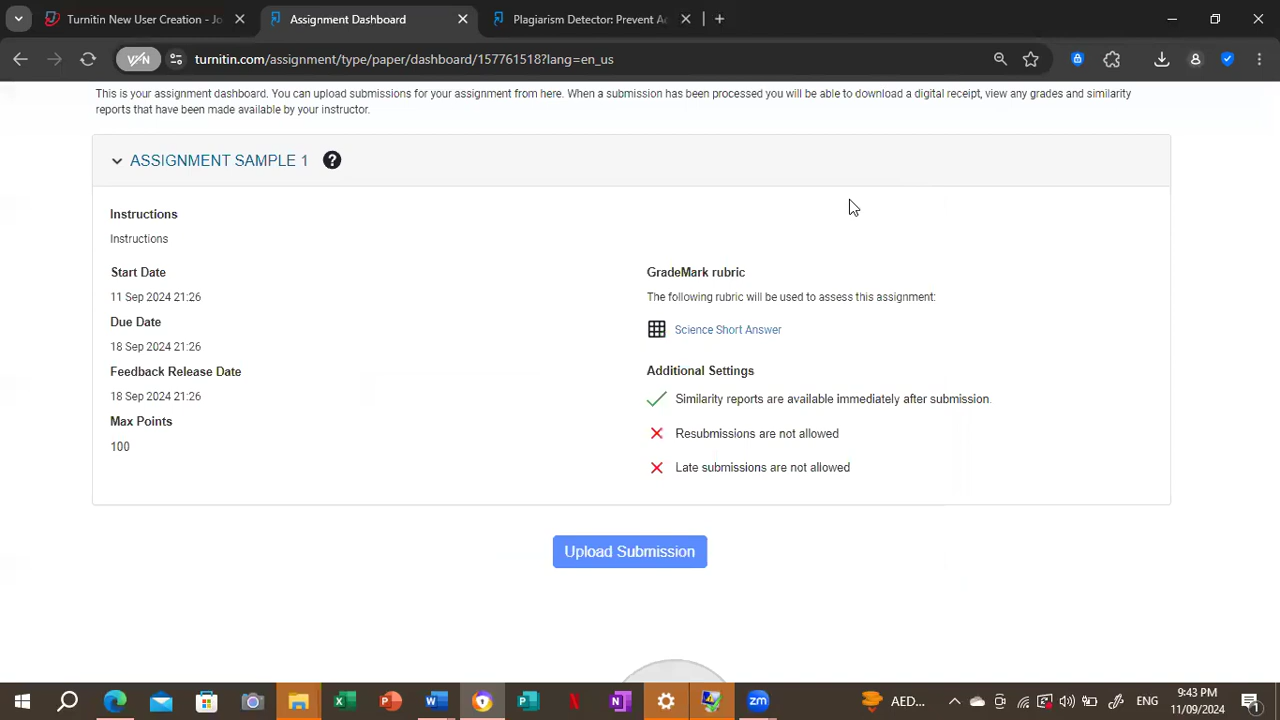 Turnitin New User Creation - Jo
Assignment Dashboard
Plagiarism Detector: Prevent Ac
VPN
turnitin.com/assignment/type/paper/dashboard/157761518?lang=en_us
This is your assignment dashboard. You can upload submissions for your assignment from here. When a submission has been processed you will be able to download a digital receipt, view any grades and similarity
reports that have been made available by your instructor.
ASSIGNMENT SAMPLE 1 ?
Instructions
Instructions
Start Date
11 Sep 2024 21:26
Due Date
18 Sep 2024 21:26
Feedback Release Date
18 Sep 2024 21:26
Max Points
100
GradeMark rubric
The following rubric will be used to assess this assignment:
Science Short Answer
Additional Settings
Similarity reports are available immediately after submission.
Resubmissions are not allowed
Late submissions are not allowed
Upload Submission
AED...
ENG
9:43 PM
11/09/2024
1
zm